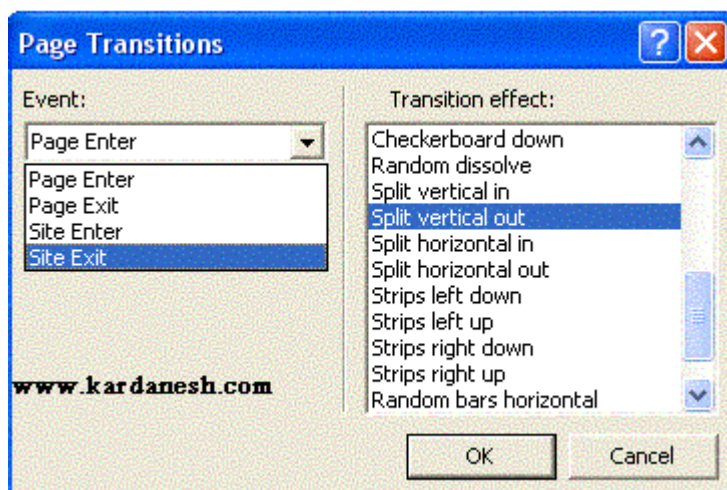 Page Transitions
?
Event:
Page Enter
Page Enter
Page Exit
Site Enter
Site Exit
www.kardanesh.com
Transition effect:
Checkerboard down
Random dissolve
Split vertical in
Split vertical out
Split horizontal in
Split horizontal out
Strips left down
Strips left up
Strips right down
Strips right up
Random bars horizontal
OK
Cancel